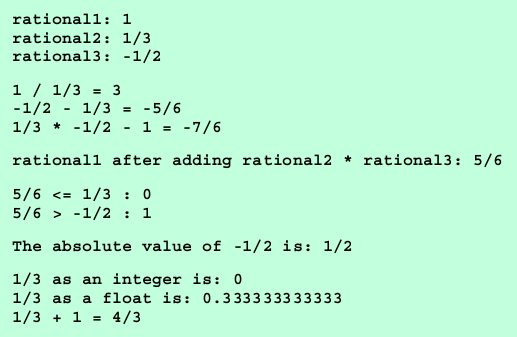 rational1: 1
rational2: 1/3
rational3: -1/2
1 / 1/3 = 3
-1/2 - 1/3 = -5/6
1/3 * -1/2 - 1 = -7/6
rational1 after adding rational2 * rational3: 5/6
5/6 <= 1/3 : 0
5/6 > -1/2 : 1
The absolute value of -1/2 is: 1/2
1/3 as an integer is: 0
1/3 as a float is: 0.333333333333
1/3 + 1 = 4/3